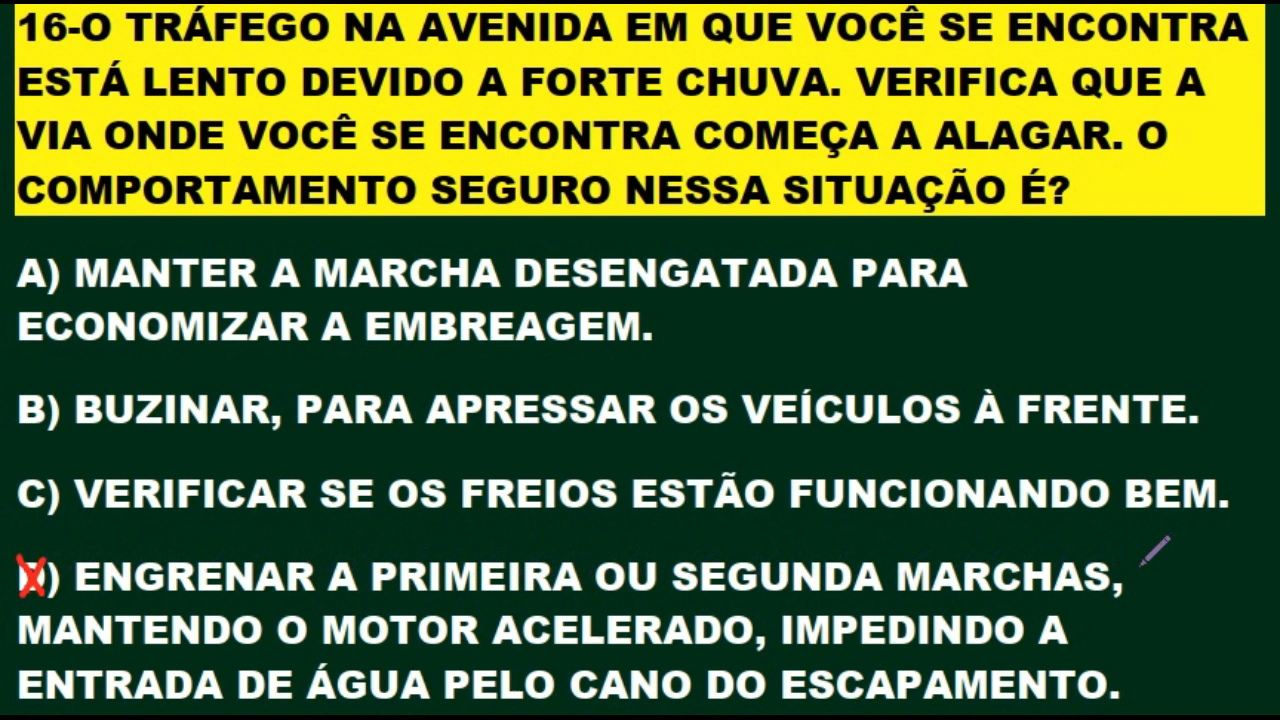 16-O TRÁFEGO NA AVENIDA EM QUE VOCÊ SE ENCONTRA
ESTÁ LENTO DEVIDO A FORTE CHUVA. VERIFICA QUE A
VIA ONDE VOCÊ SE ENCONTRA COMEÇA A ALAGAR. O
COMPORTAMENTO SEGURO NESSA SITUAÇÃO É?
A) MANTER A MARCHA DESENGATADA PARA
ECONOMIZAR A EMBREAGEM.
B) BUZINAR, PARA APRESSAR OS VEÍCULOS À FRENTE.
C) VERIFICAR SE OS FREIOS ESTÃO FUNCIONANDO BEM.
D) ENGRENAR A PRIMEIRA OU SEGUNDA MARCHAS,
MANTENDO O MOTOR ACELERADO, IMPEDINDO A
ENTRADA DE ÁGUA PELO CANO DO ESCAPAMENTO.